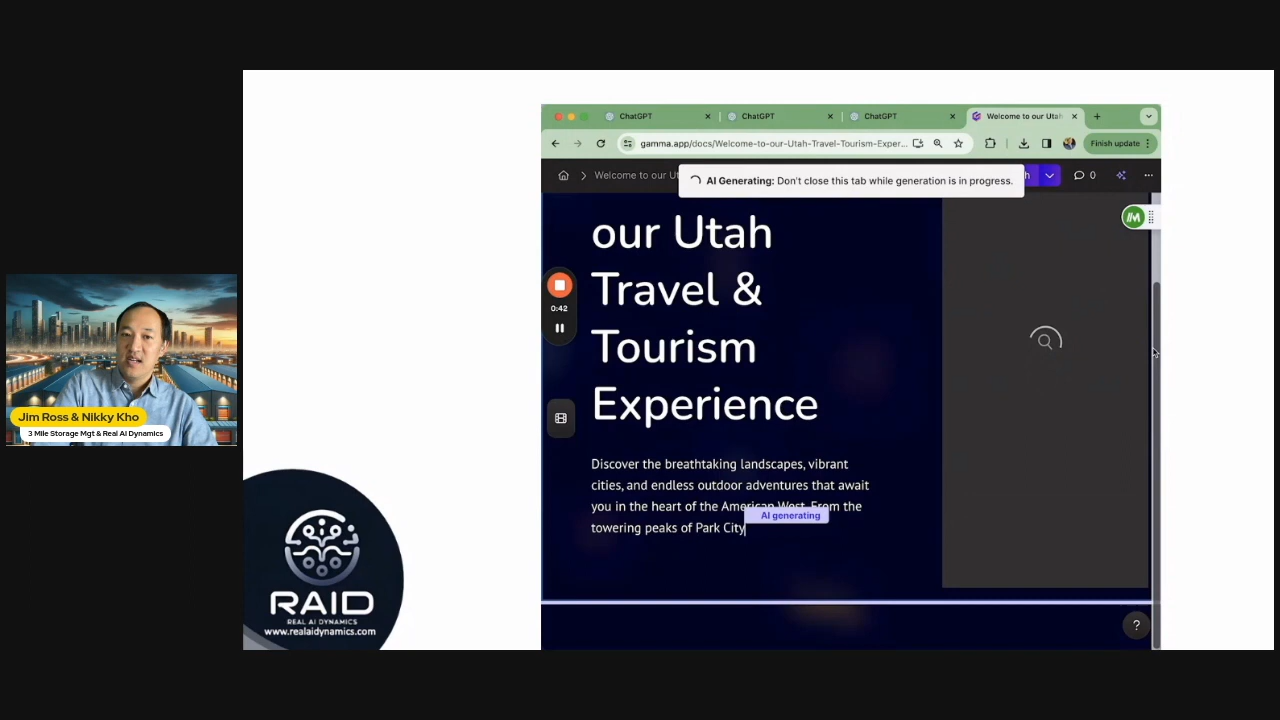 ChatGPT
ChatGPT
ChatGPT
Welcome to our Utah
gamma.app/docs/Welcome-to-our-Utah-Travel-Tourism-Exper...
Finish update
Welcome to our Ut
AI Generating: Don't close this tab while generation is in progress.
h
0
our Utah
Travel &
Tourism
Experience
0:42
Discover the breathtaking landscapes, vibrant
cities, and endless outdoor adventures that await
you in the heart of the American West. From the
towering peaks of Park City
AI generating
?
Jim Ross & Nikky Kho
3 Mile Storage Mgt & Real AI Dynamics
RAID
REAL AI DYNAMICS
www.realaidynamics.com